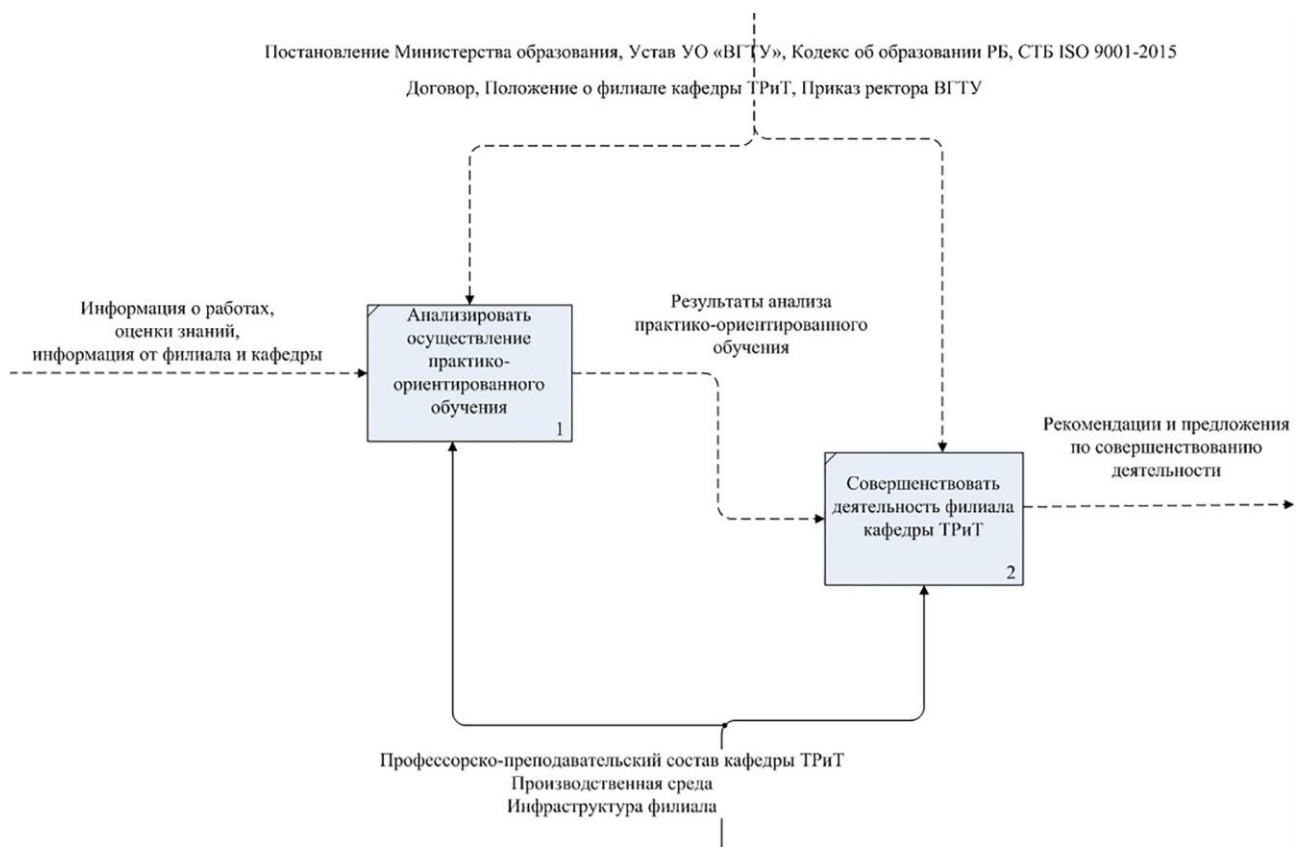 Постановление Министерства образования, Устав УО «ВГТУ», Кодекс об образовании РБ, СТБ ISO 9001-2015
Договор, Положение о филиале кафедры ТРиТ, Приказ ректора ВГТУ
Информация о работах,
оценки знаний,
информация от филиала и кафедры
Анализировать
осуществление
практико-
ориентированного
обучения
1
Результаты анализа
практико-ориентированного
обучения
Совершенствовать
деятельность филиала
кафедры ТРиТ
2
Рекомендации и предложения
по совершенствованию
деятельности
Профессорско-преподавательский состав кафедры ТРиТ
Производственная среда
Инфраструктура филиала